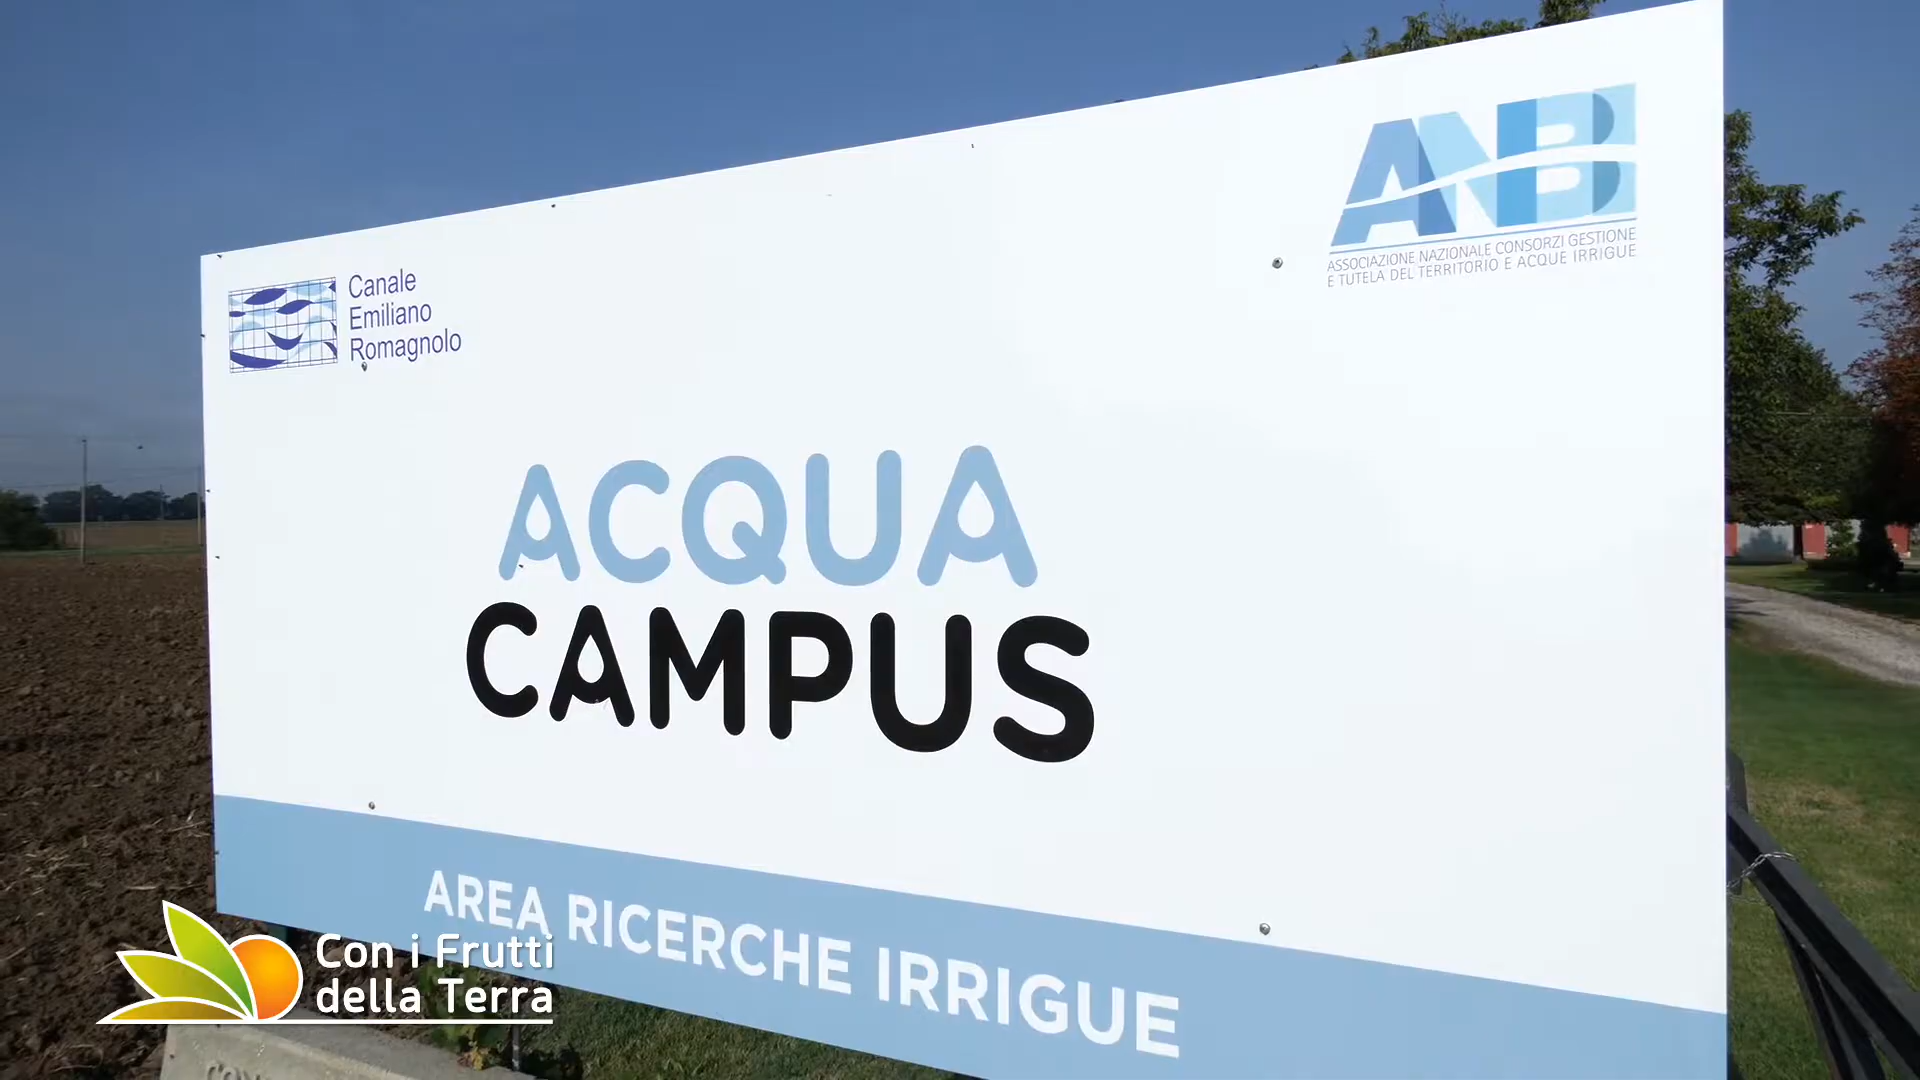 ANBI
ASSOCIAZIONE NAZIONALE CONSORZI GESTIONE
E TUTELA DEL TERRITORIO E ACQUE IRRIGUE
Canale
Emiliano
Romagnolo
ACQUA
CAMPUS
AREA RICERCHE IRRIGUE
Con i Frutti
della Terra